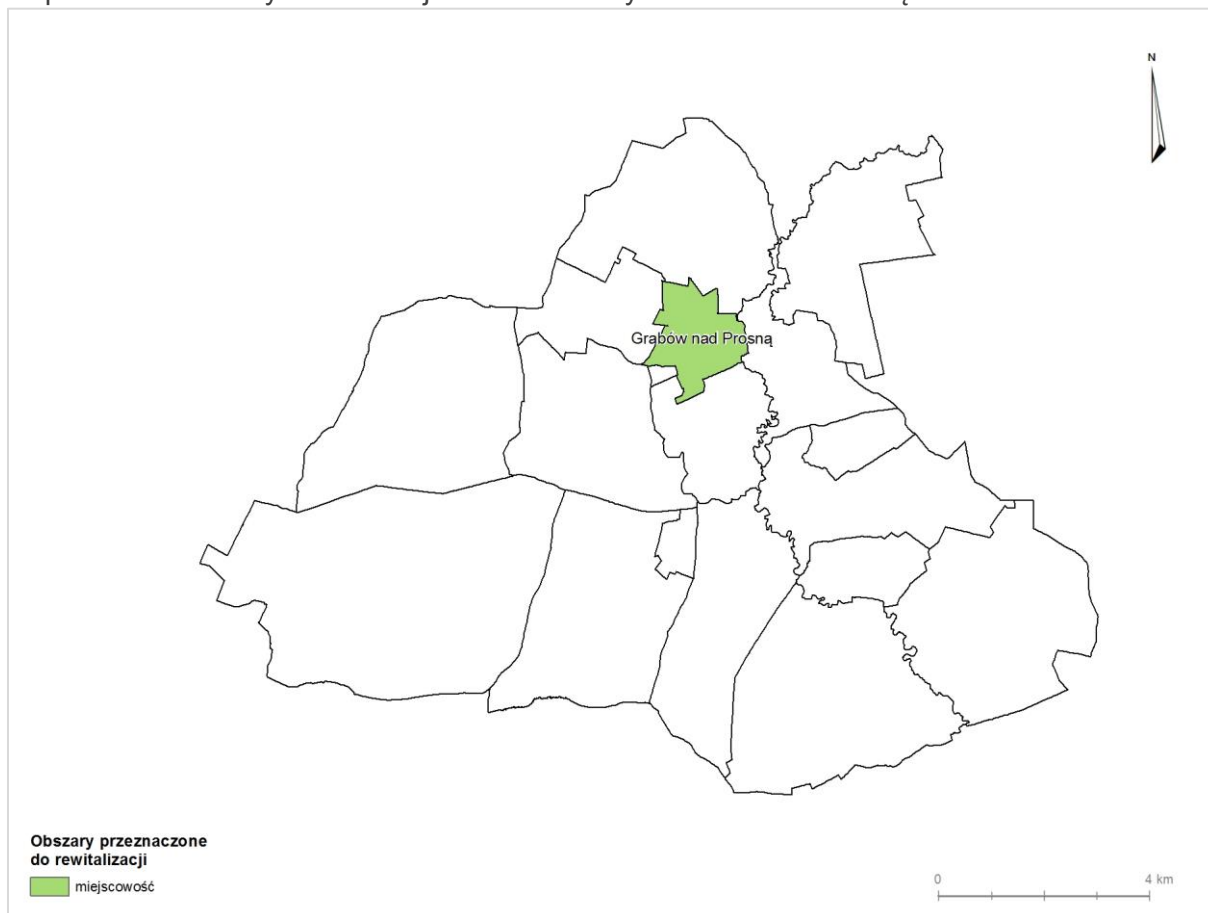 N
Grabów nad Prosną
Obszary przeznaczone
do rewitalizacji
miejscowość
0 4 km